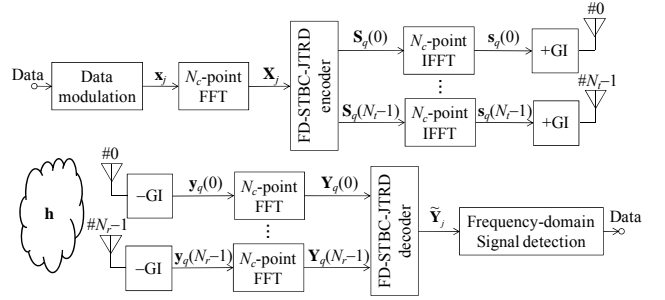 #0
S_q(0)
N_c-point
IFFT
s_q(0)
+GI
Data
Data
modulation
x_j
N_c-point
FFT
X_j
FD-STBC-JTRD
encoder
#N_t−1
S_q(N_t−1)
N_c-point
IFFT
s_q(N_t−1)
+GI
#0
−GI
y_q(0)
N_c-point
FFT
Y_q(0)
h
#N_r−1
FD-STBC-JTRD
decoder
Ỹ_j
Frequency-domain
Signal detection
Data
−GI
y_q(N_r−1)
N_c-point
FFT
Y_q(N_r−1)